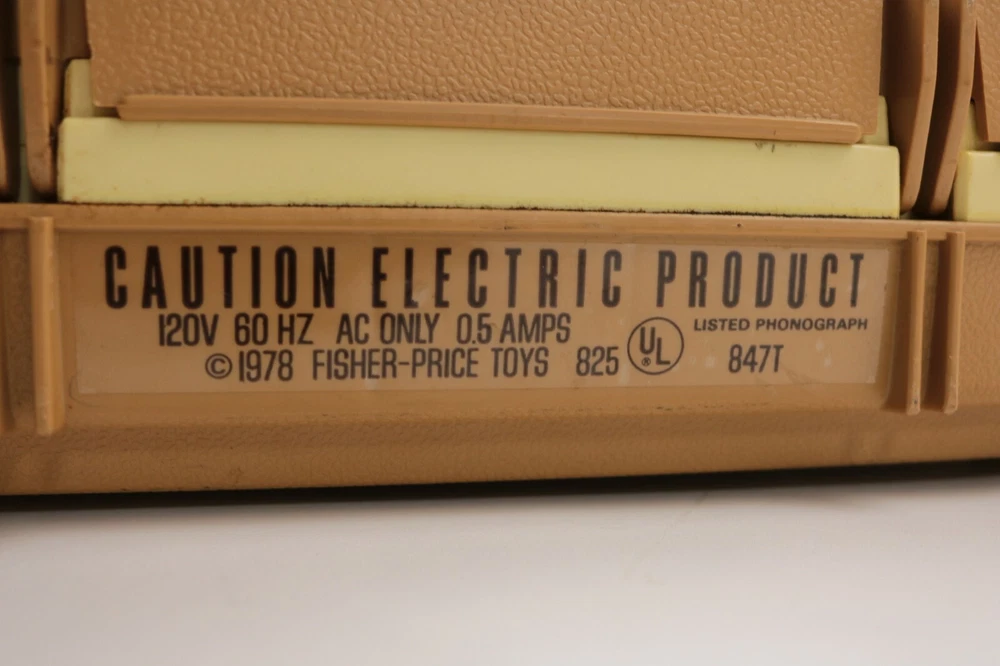 CAUTION ELECTRIC PRODUCT
120V 60 HZ AC ONLY 0.5 AMPS
LISTED PHONOGRAPH
©1978 FISHER-PRICE TOYS 825 UL® 847T